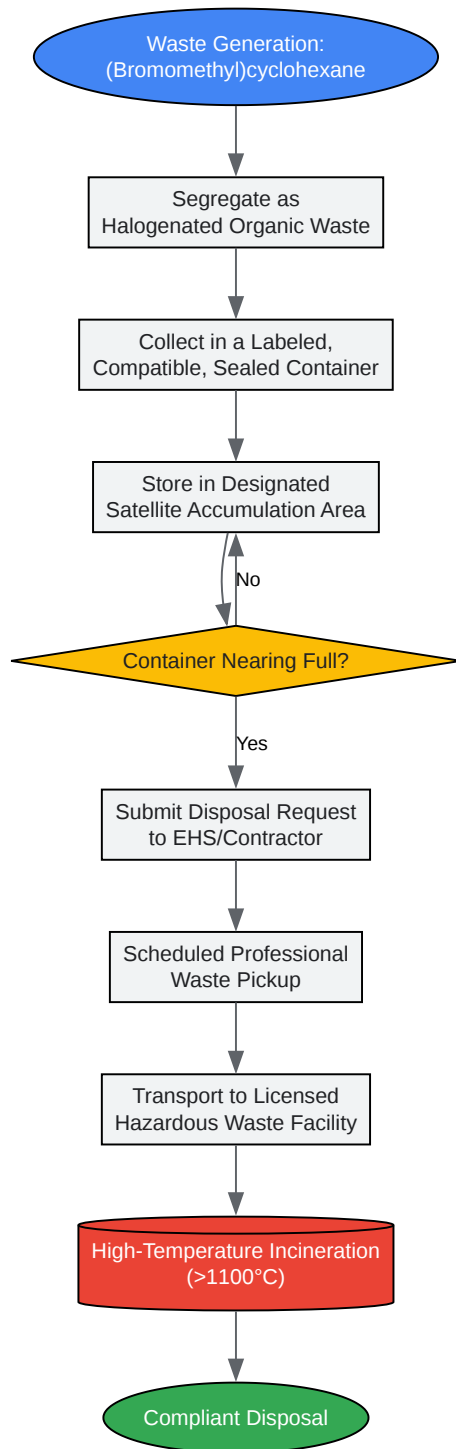 Waste Generation:
(Bromomethyl)cyclohexane
Segregate as
Halogenated Organic Waste
Collect in a Labeled,
Compatible, Sealed Container
Store in Designated
Satellite Accumulation Area
No
Container Nearing Full?
Yes
Submit Disposal Request
to EHS/Contractor
Scheduled Professional
Waste Pickup
Transport to Licensed
Hazardous Waste Facility
High-Temperature Incineration
(>1100°C)
Compliant Disposal